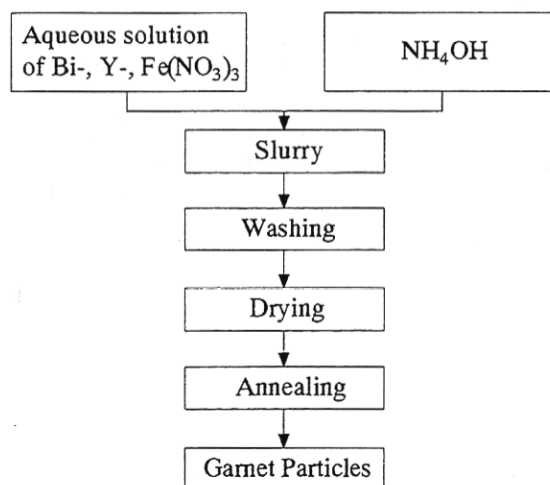 Aqueous solution
of Bi-, Y-, Fe(NO₃)₃
NH₄OH
Slurry
Washing
Drying
Annealing
Garnet Particles